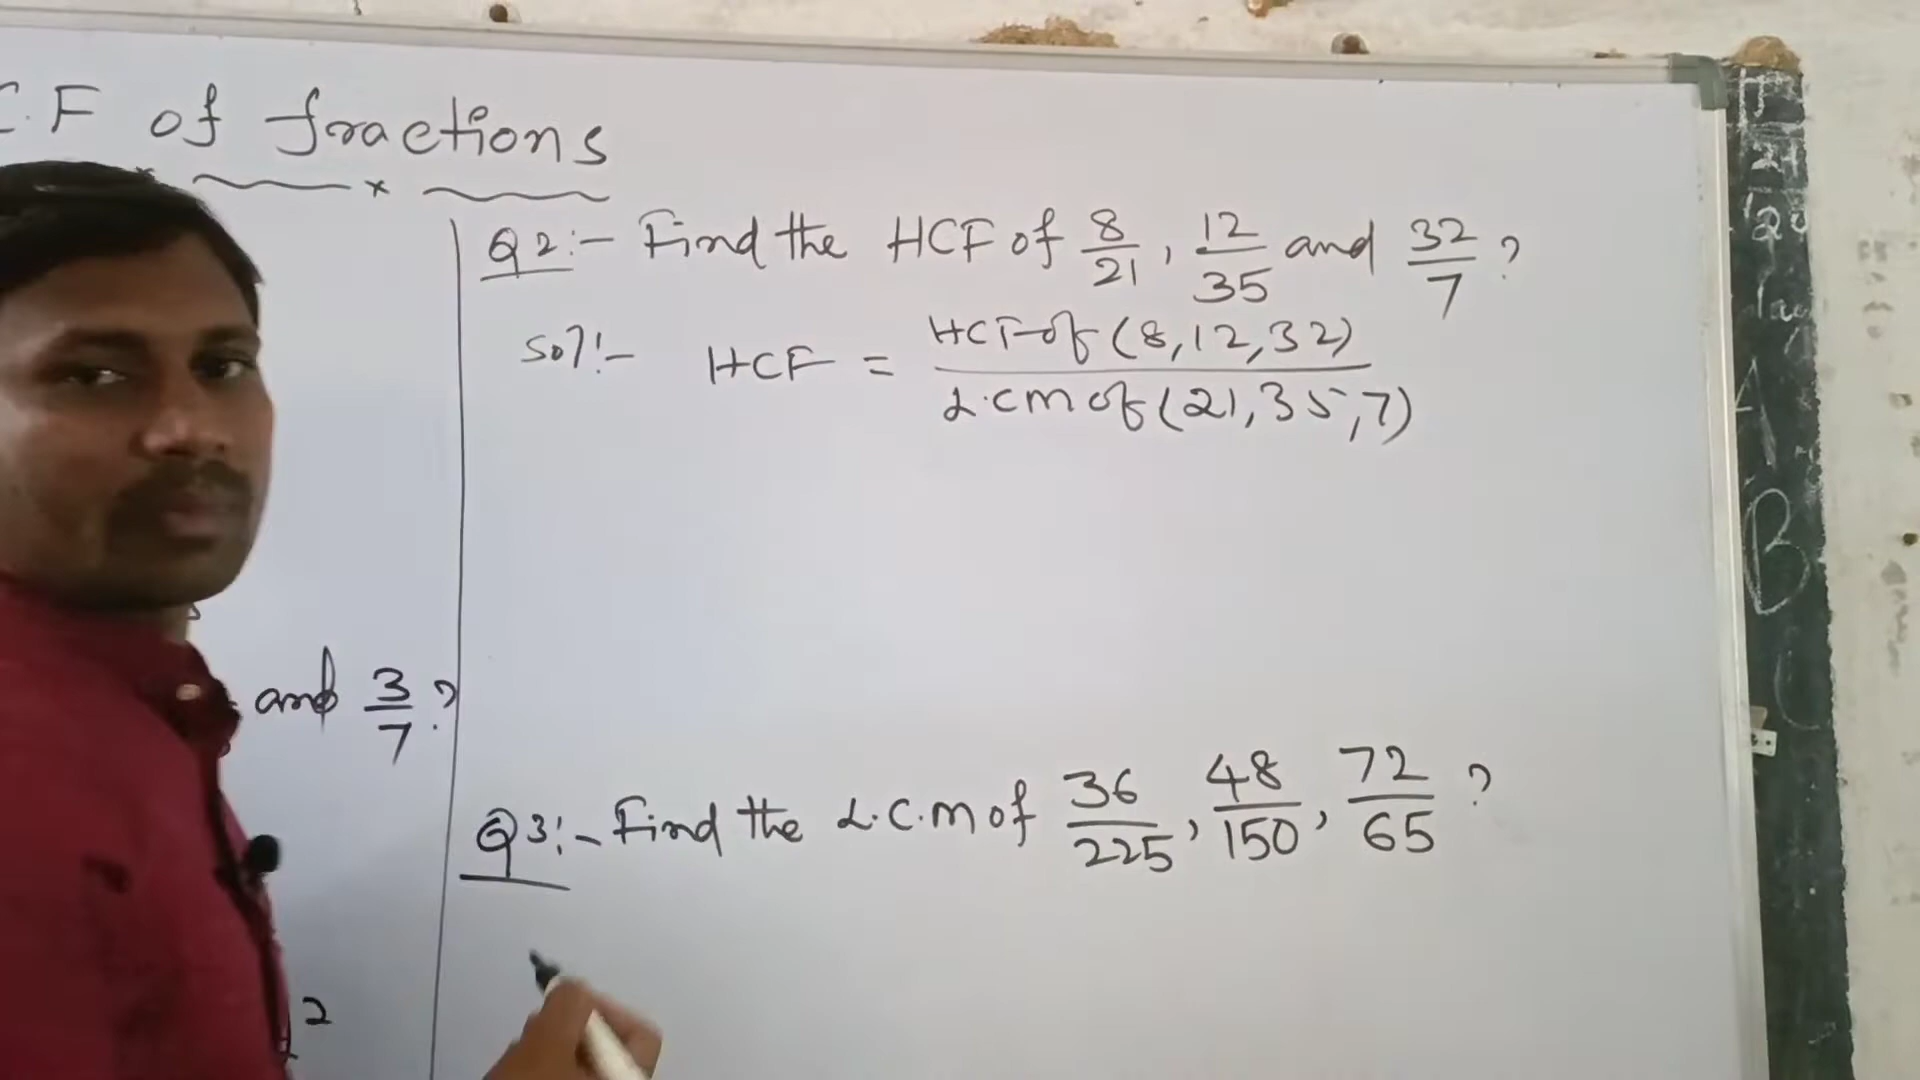 C.F of fractions
Q2:- Find the HCF of 8/21, 12/35 and 32/7 ?
Sol:- HCF = HCF of (8,12,32) / L.CM of (21,35,7)
and 3/7 ?
Q3:- Find the L.C.M of 36/225, 48/150, 72/65 ?
2
A
B